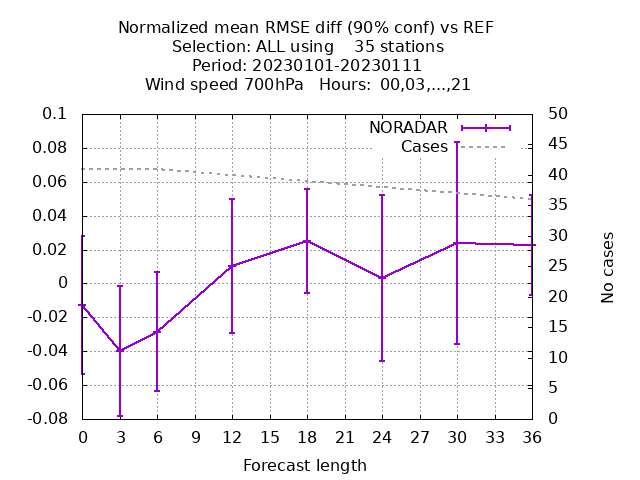 Normalized mean RMSE diff (90% conf) vs REF
Selection: ALL using    35 stations
Period: 20230101-20230111
Wind speed 700hPa   Hours:  00,03,...,21
NORADAR
Cases
0.1
0.08
0.06
0.04
0.02
0
-0.02
-0.04
-0.06
-0.08
50
45
40
35
30
25
20
15
10
5
0
No cases
0 3 6 9 12 15 18 21 24 27 30 33 36
Forecast length